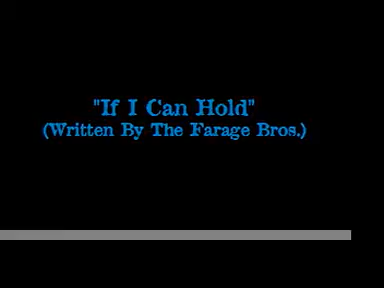 "If I Can Hold"
(Written By The Farage Bros.)